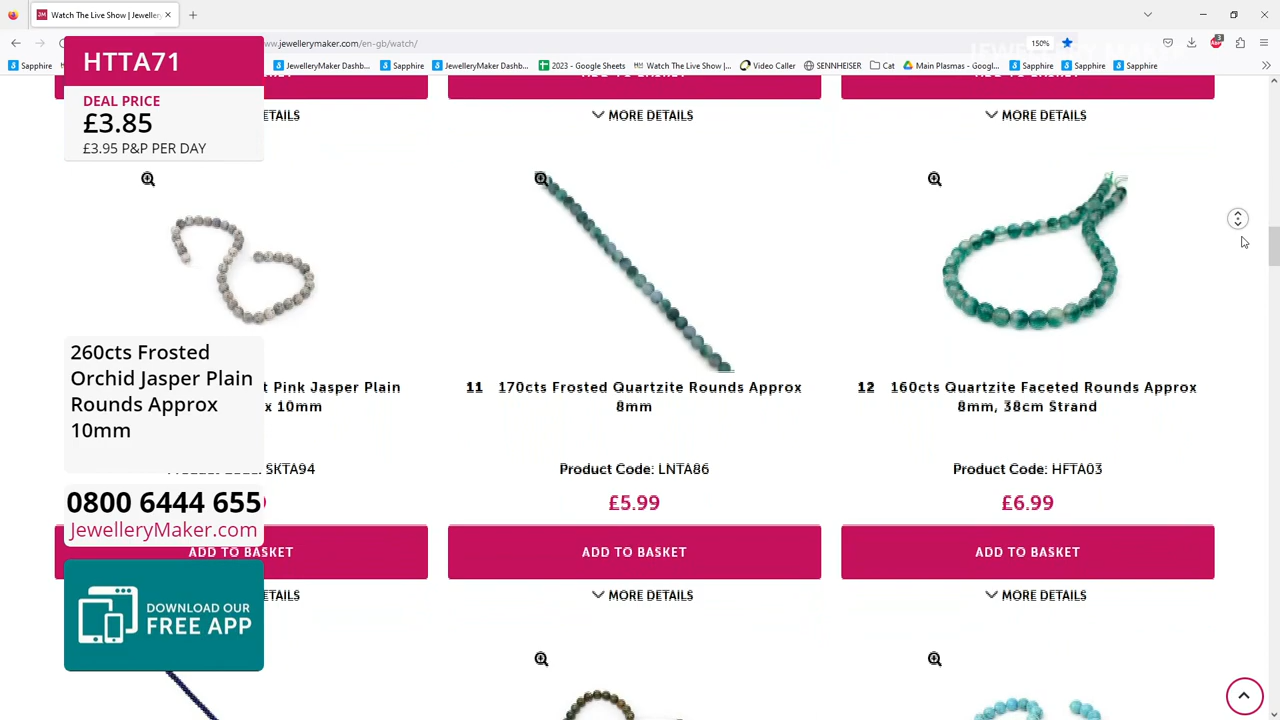 Watch The Live Show | Jeweller
ww.jewellerymaker.com/en-gb/watch/
150%
3
Sapphire
JewelleryMaker Dashb...
Sapphire
JewelleryMaker Dashb...
2023 - Google Sheets
Watch The Live Show |...
Video Caller
SENNHEISER
Cat
Main Plasmas - Googl...
Sapphire
Sapphire
Sapphire
HTTA71
DEAL PRICE
£3.85
£3.95 P&P PER DAY
ETAILS
MORE DETAILS
MORE DETAILS
260cts Frosted
Orchid Jasper Plain
Rounds Approx
10mm
t Pink Jasper Plain
x 10mm
SKTA94
11 170cts Frosted Quartzite Rounds Approx
8mm
Product Code: LNTA86
£5.99
12 160cts Quartzite Faceted Rounds Approx
8mm, 38cm Strand
Product Code: HFTA03
£6.99
0800 6444 655
JewelleryMaker.com
ADD TO BASKET
ADD TO BASKET
ADD TO BASKET
ETAILS
MORE DETAILS
MORE DETAILS
DOWNLOAD OUR
FREE APP